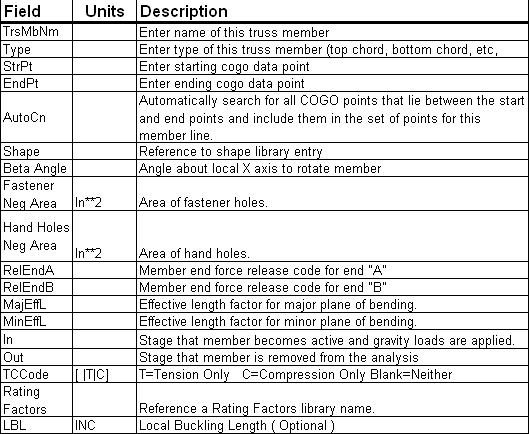 Field Units Description
TrsMbNm Enter name of this truss member
Type Enter type of this truss member (top chord, bottom chord, etc,
StrPt Enter starting cogo data point
EndPt Enter ending cogo data point
AutoCn Automatically search for all COGO points that lie between the start
and end points and include them in the set of points for this
member line.
Shape Reference to shape library entry
Beta Angle Angle about local X axis to rotate member
Fastener
Neg Area In**2 Area of fastener holes.
Hand Holes
Neg Area In**2 Area of hand holes.
RelEndA Member end force release code for end "A"
RelEndB Member end force release code for end "B"
MajEffL Effective length factor for major plane of bending.
MinEffL Effective length factor for minor plane of bending.
In Stage that member becomes active and gravity loads are applied.
Out Stage that member is removed from the analysis
TCCode [ |T|C] T=Tension Only C=Compression Only Blank=Neither
Rating
Factors Reference a Rating Factors library name.
LBL INC Local Buckling Length ( Optional )